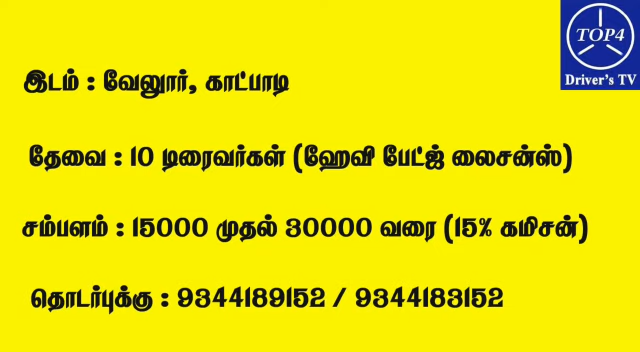 TOP4
Driver's TV
இடம் : வேலூர், காட்பாடி
தேவை : 10 டிரைவர்கள் (ஹேவி பேட்ஜ் லைசன்ஸ்)
சம்பளம் : 15000 முதல் 30000 வரை (15% கமிசன்)
தொடர்புக்கு : 9344189152 / 9344183152